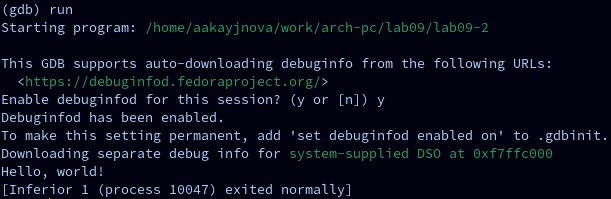 (gdb) run
Starting program: /home/aakayjnova/work/arch-pc/lab09/lab09-2
This GDB supports auto-downloading debuginfo from the following URLs:
<https://debuginfod.fedoraproject.org/>
Enable debuginfod for this session? (y or [n]) y
Debuginfod has been enabled.
To make this setting permanent, add 'set debuginfod enabled on' to .gdbinit.
Downloading separate debug info for system-supplied DSO at 0xf7ffc000
Hello, world!
[Inferior 1 (process 10047) exited normally]